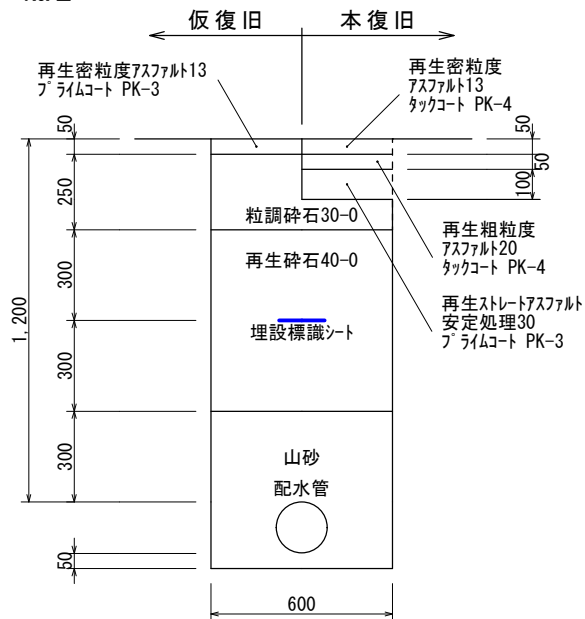 仮復旧 本復旧
再生密粒度アスファルト13
プライムコート PK-3
再生密粒度
アスファルト13
タックコート PK-4
50
250
300
300
300
50
1,200
50
50
100
粒調砕石30-0
再生砕石40-0
埋設標識シート
再生粗粒度
アスファルト20
タックコート PK-4
再生ストレートアスファルト
安定処理30
プライムコート PK-3
山砂
配水管
600